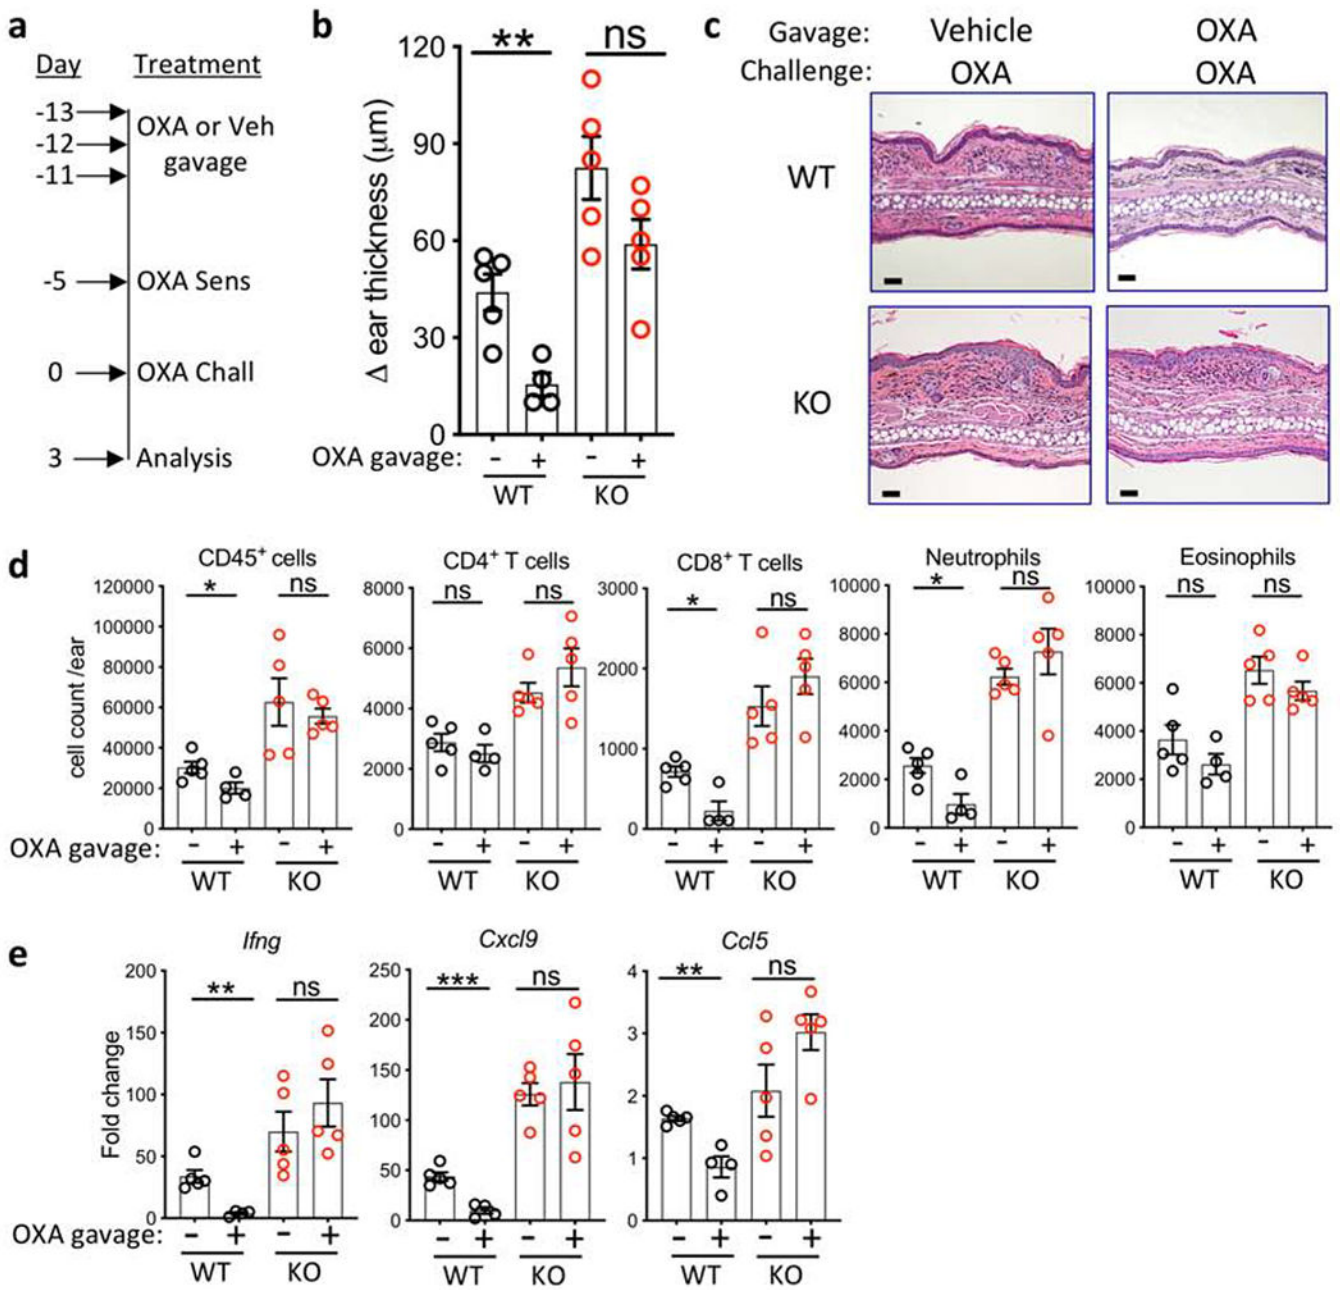 a
Day Treatment
-13
-12
-11
OXA or Veh
gavage
-5 OXA Sens
0 OXA Chall
3 Analysis
b
** ns
120
90
60
30
0
Δ ear thickness (μm)
OXA gavage: - + - +
WT KO
c
Gavage: Vehicle OXA
Challenge: OXA OXA
WT
KO
d
CD45+ cells
* ns
120000
100000
80000
60000
40000
20000
0
cell count /ear
OXA gavage: - + - +
WT KO
CD4+ T cells
ns ns
8000
6000
4000
2000
0
- + - +
WT KO
CD8+ T cells
* ns
3000
2000
1000
0
- + - +
WT KO
Neutrophils
* ns
10000
8000
6000
4000
2000
0
- + - +
WT KO
Eosinophils
ns ns
10000
8000
6000
4000
2000
0
- + - +
WT KO
e
Ifng
** ns
200
150
100
50
0
Fold change
OXA gavage: - + - +
WT KO
Cxcl9
*** ns
250
200
150
100
50
0
- + - +
WT KO
Ccl5
** ns
4
3
2
1
0
- + - +
WT KO